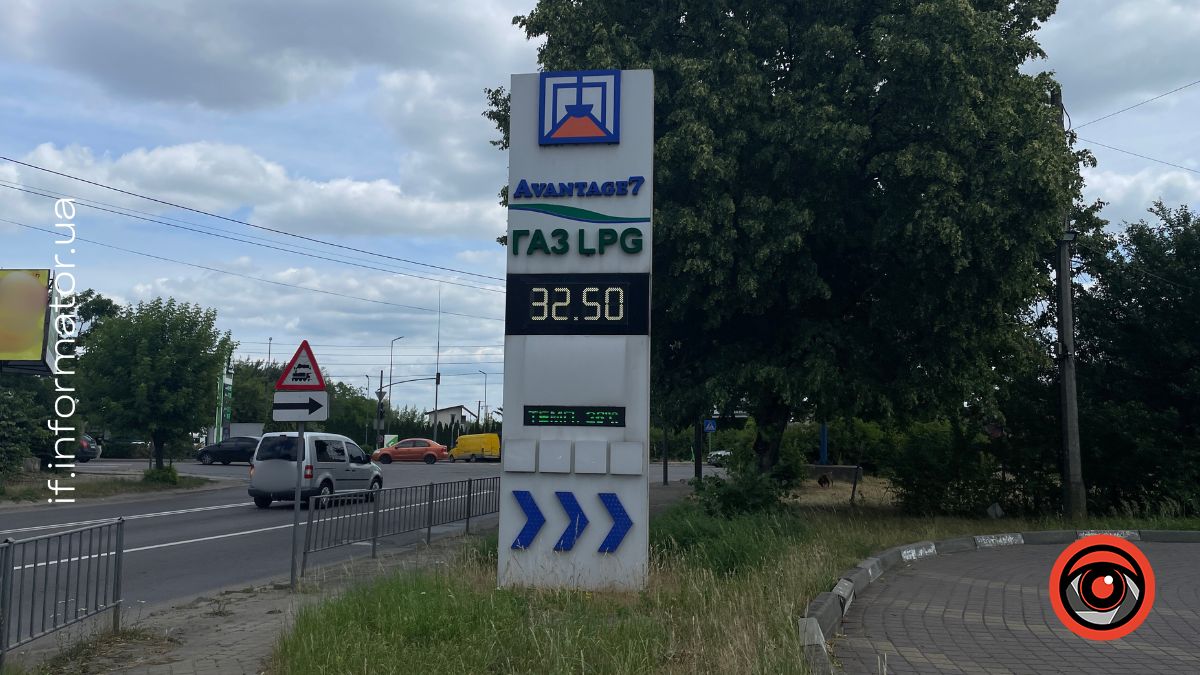 if.informator.ua
AVANTAGE7
ГАЗ LPG
32.50